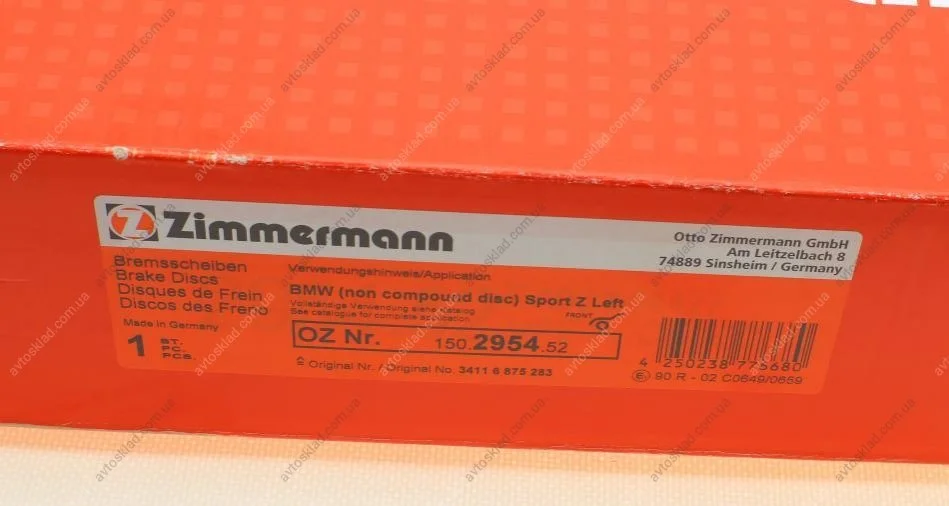 Zimmermann
Otto Zimmermann GmbH
Am Leitzelbach 8
74889 Sinsheim / Germany
Bremsscheiben
Brake Discs
Disques de Frein
Discos des Freno
Made in Germany
1 ST.
PC.
PCS.
Verwendungshinweis/Application
BMW (non compound disc) Sport Z Left
Vollständige Verwendung siehe Katalog
See catalogue for complete application
FRONT
OZ Nr. 150.2954.52
≙ Original Nr. / Original No. 3411 6 875 283
4 250238 775680
E1 90 R - 02 C0649/0659
avtosklad.com.ua